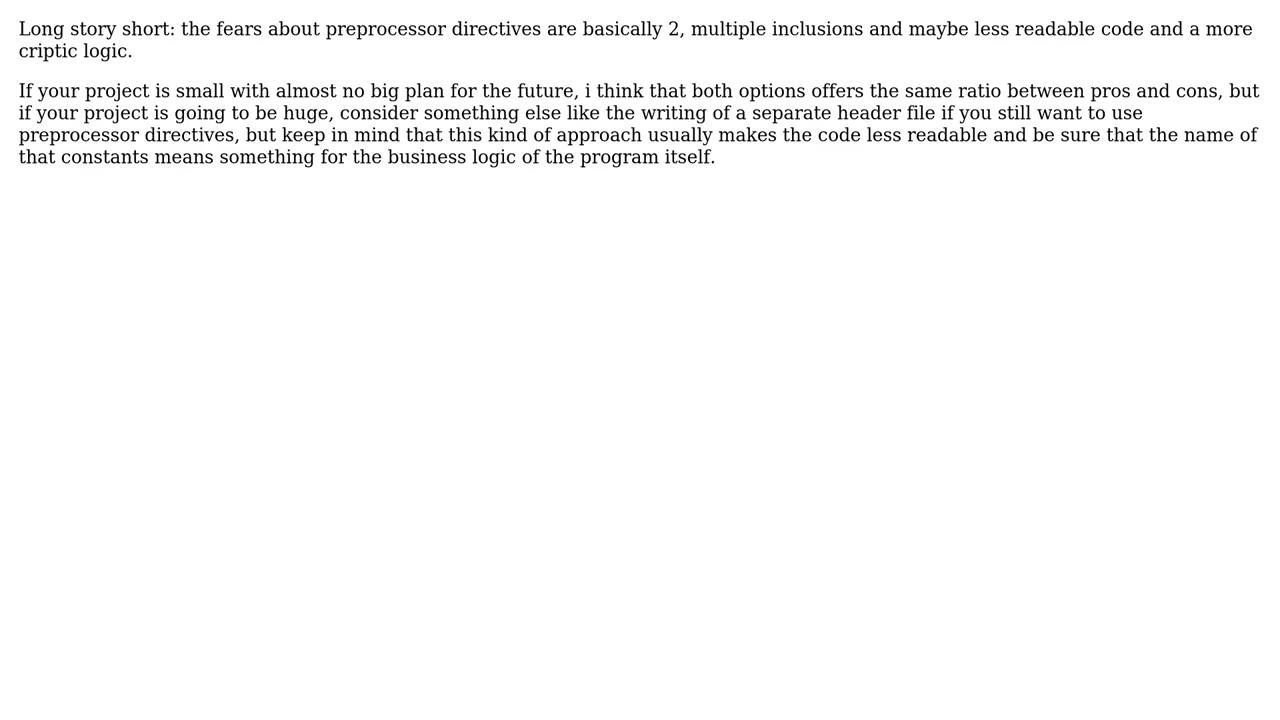 Long story short: the fears about preprocessor directives are basically 2, multiple inclusions and maybe less readable code and a more
criptic logic.
If your project is small with almost no big plan for the future, i think that both options offers the same ratio between pros and cons, but
if your project is going to be huge, consider something else like the writing of a separate header file if you still want to use
preprocessor directives, but keep in mind that this kind of approach usually makes the code less readable and be sure that the name of
that constants means something for the business logic of the program itself.